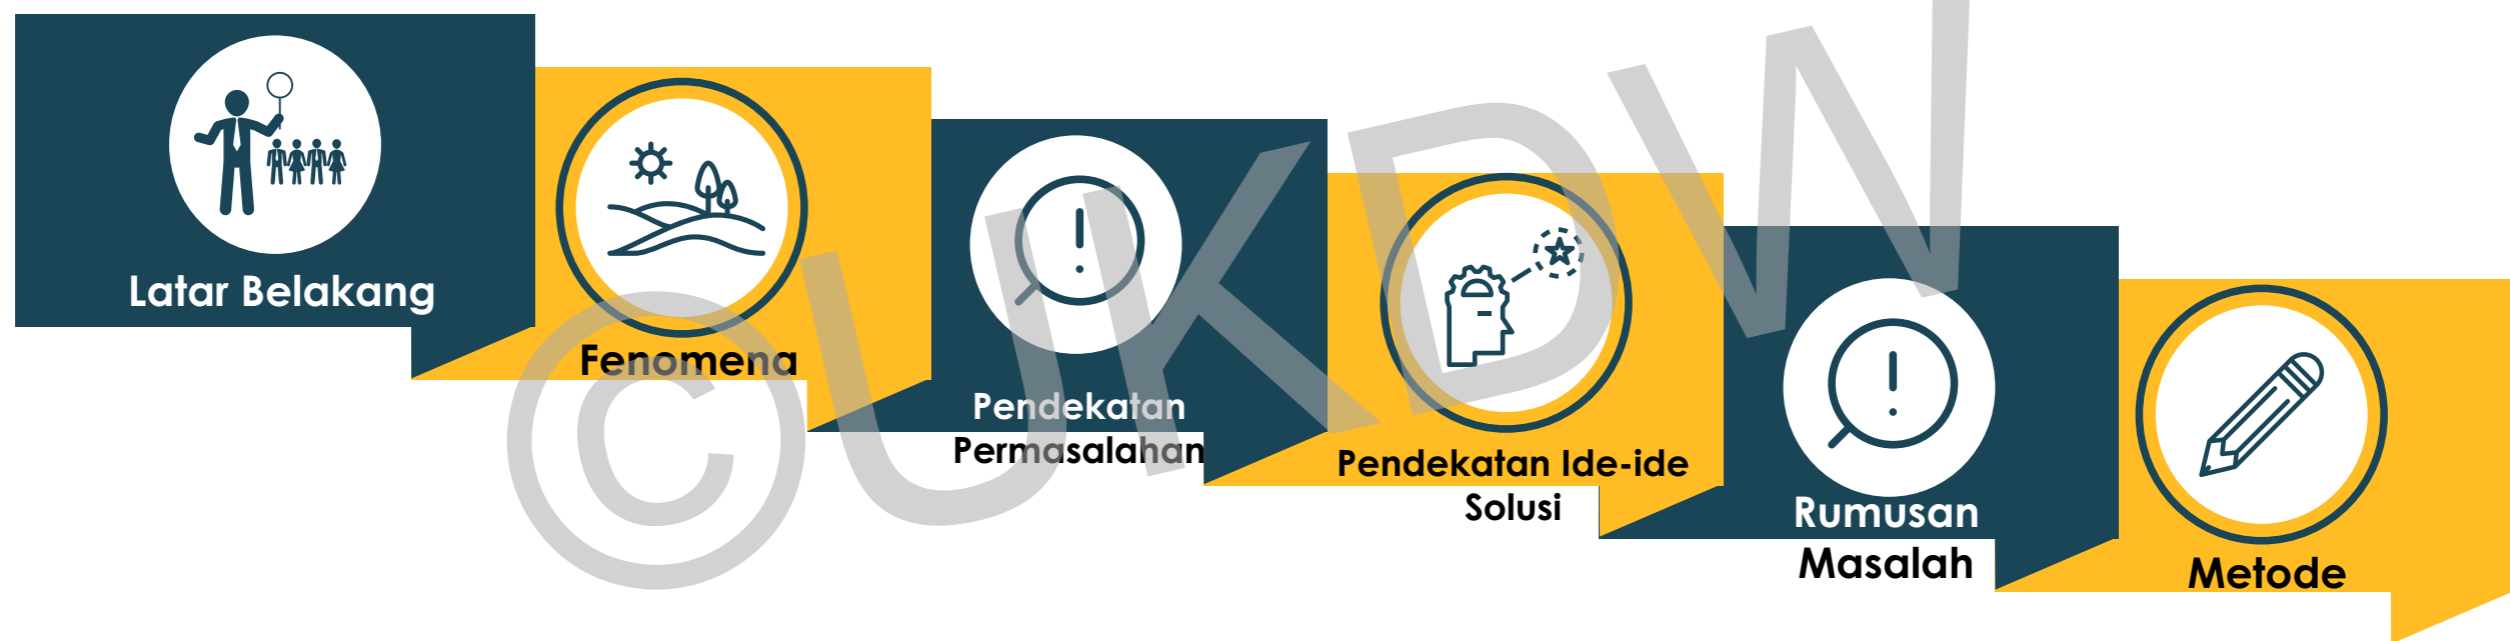 Latar Belakang
Fenomena
Pendekatan
Permasalahan
Pendekatan Ide-ide
Solusi
Rumusan
Masalah
Metode
©UKDW